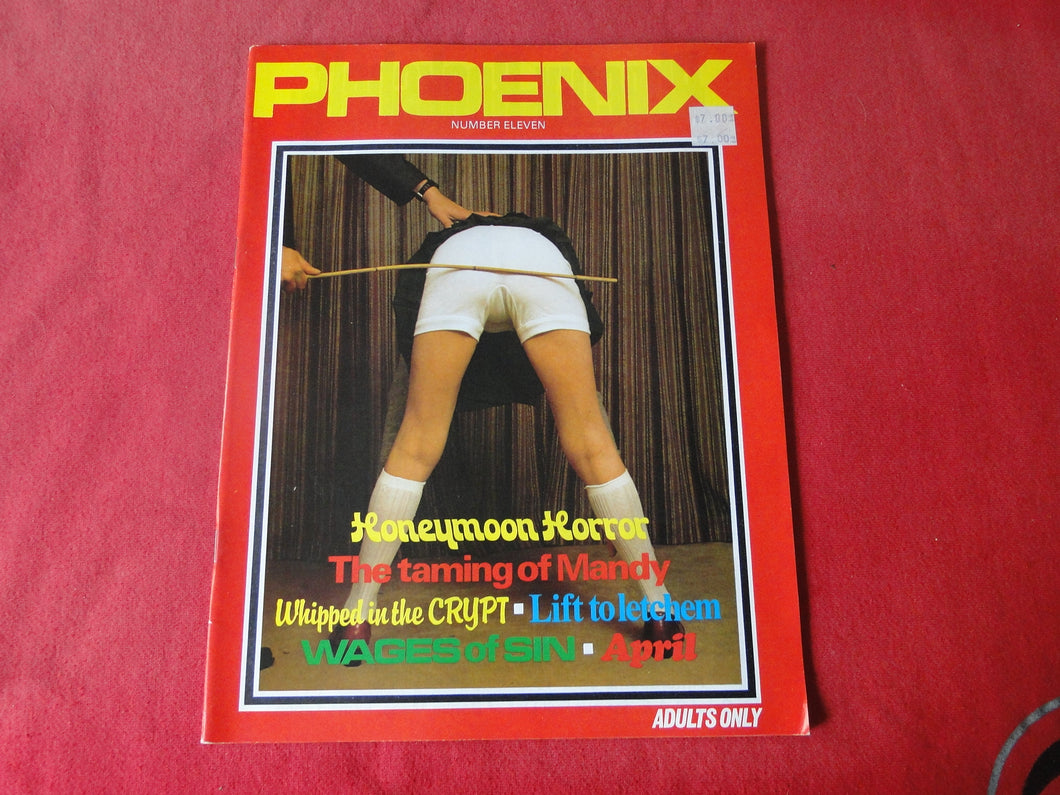 PHOENIX
NUMBER ELEVEN
$7.00
$7.00
Honeymoon Horror
The taming of Mandy
Whipped in the CRYPT ▪ Lift to letchem
WAGES of SIN ▪ April
ADULTS ONLY